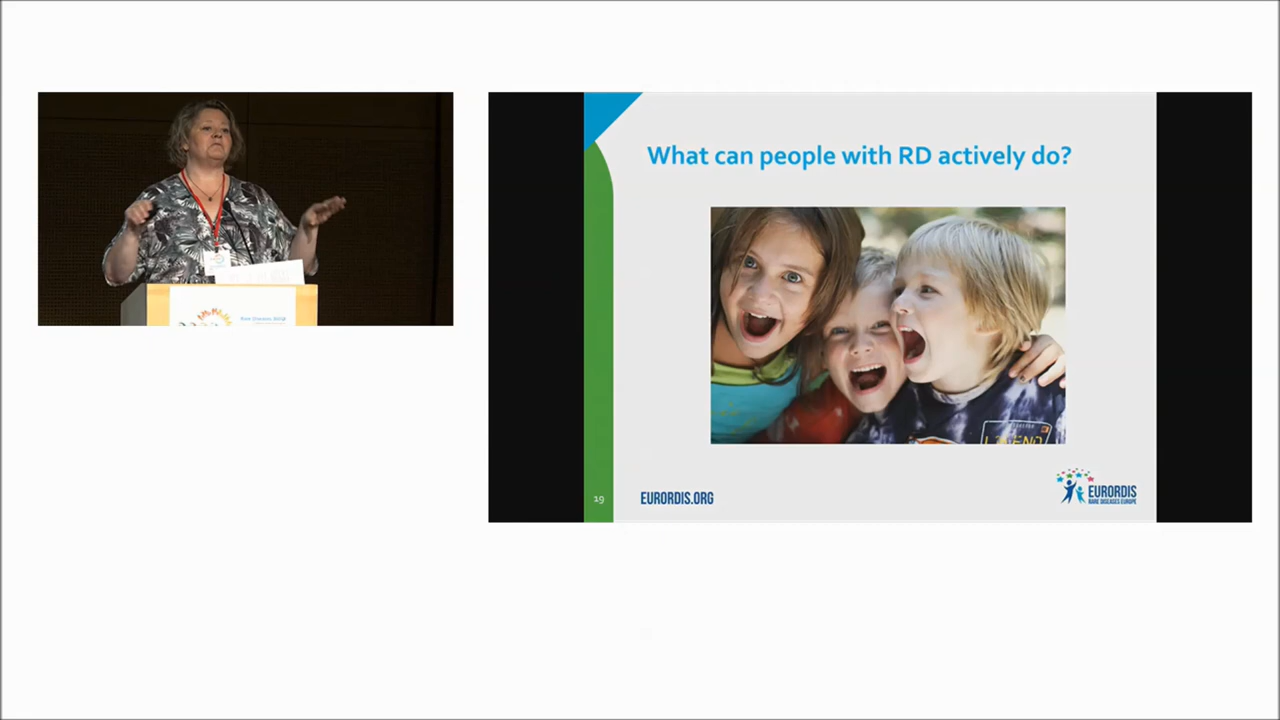 What can people with RD actively do?
19
EURORDIS.ORG
EURORDIS
RARE DISEASES EUROPE